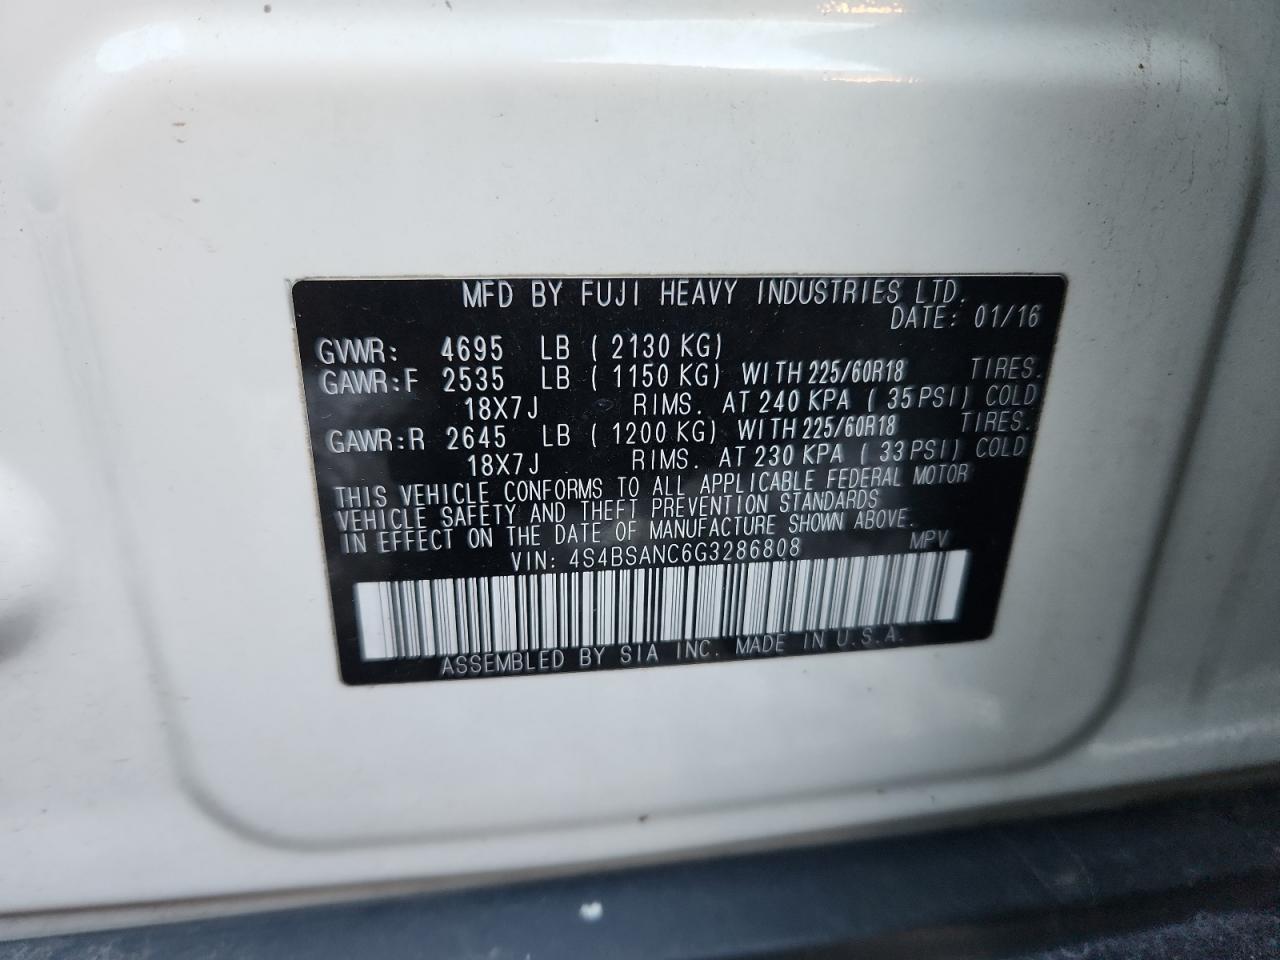 MFD BY FUJI HEAVY INDUSTRIES LTD.
DATE: 01/16
GVWR: 4695 LB ( 2130 KG)
GAWR:F 2535 LB ( 1150 KG) WITH 225/60R18 TIRES.
18X7J RIMS. AT 240 KPA ( 35 PSI) COLD
GAWR:R 2645 LB ( 1200 KG) WITH 225/60R18 TIRES.
18X7J RIMS. AT 230 KPA ( 33 PSI) COLD
THIS VEHICLE CONFORMS TO ALL APPLICABLE FEDERAL MOTOR
VEHICLE SAFETY AND THEFT PREVENTION STANDARDS
IN EFFECT ON THE DATE OF MANUFACTURE SHOWN ABOVE.
VIN: 4S4BSANC6G3286808 MPV
ASSEMBLED BY SIA INC. MADE IN U.S.A.